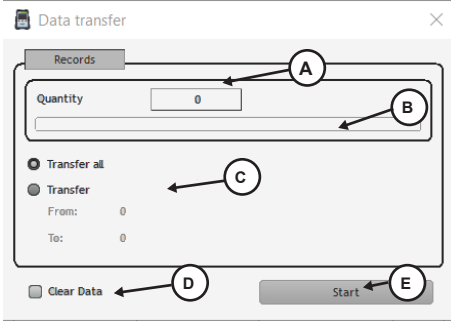 Data transfer
Records
A
Quantity 0
B
Transfer all
C
Transfer
From: 0
To: 0
D
E
Clear Data
Start